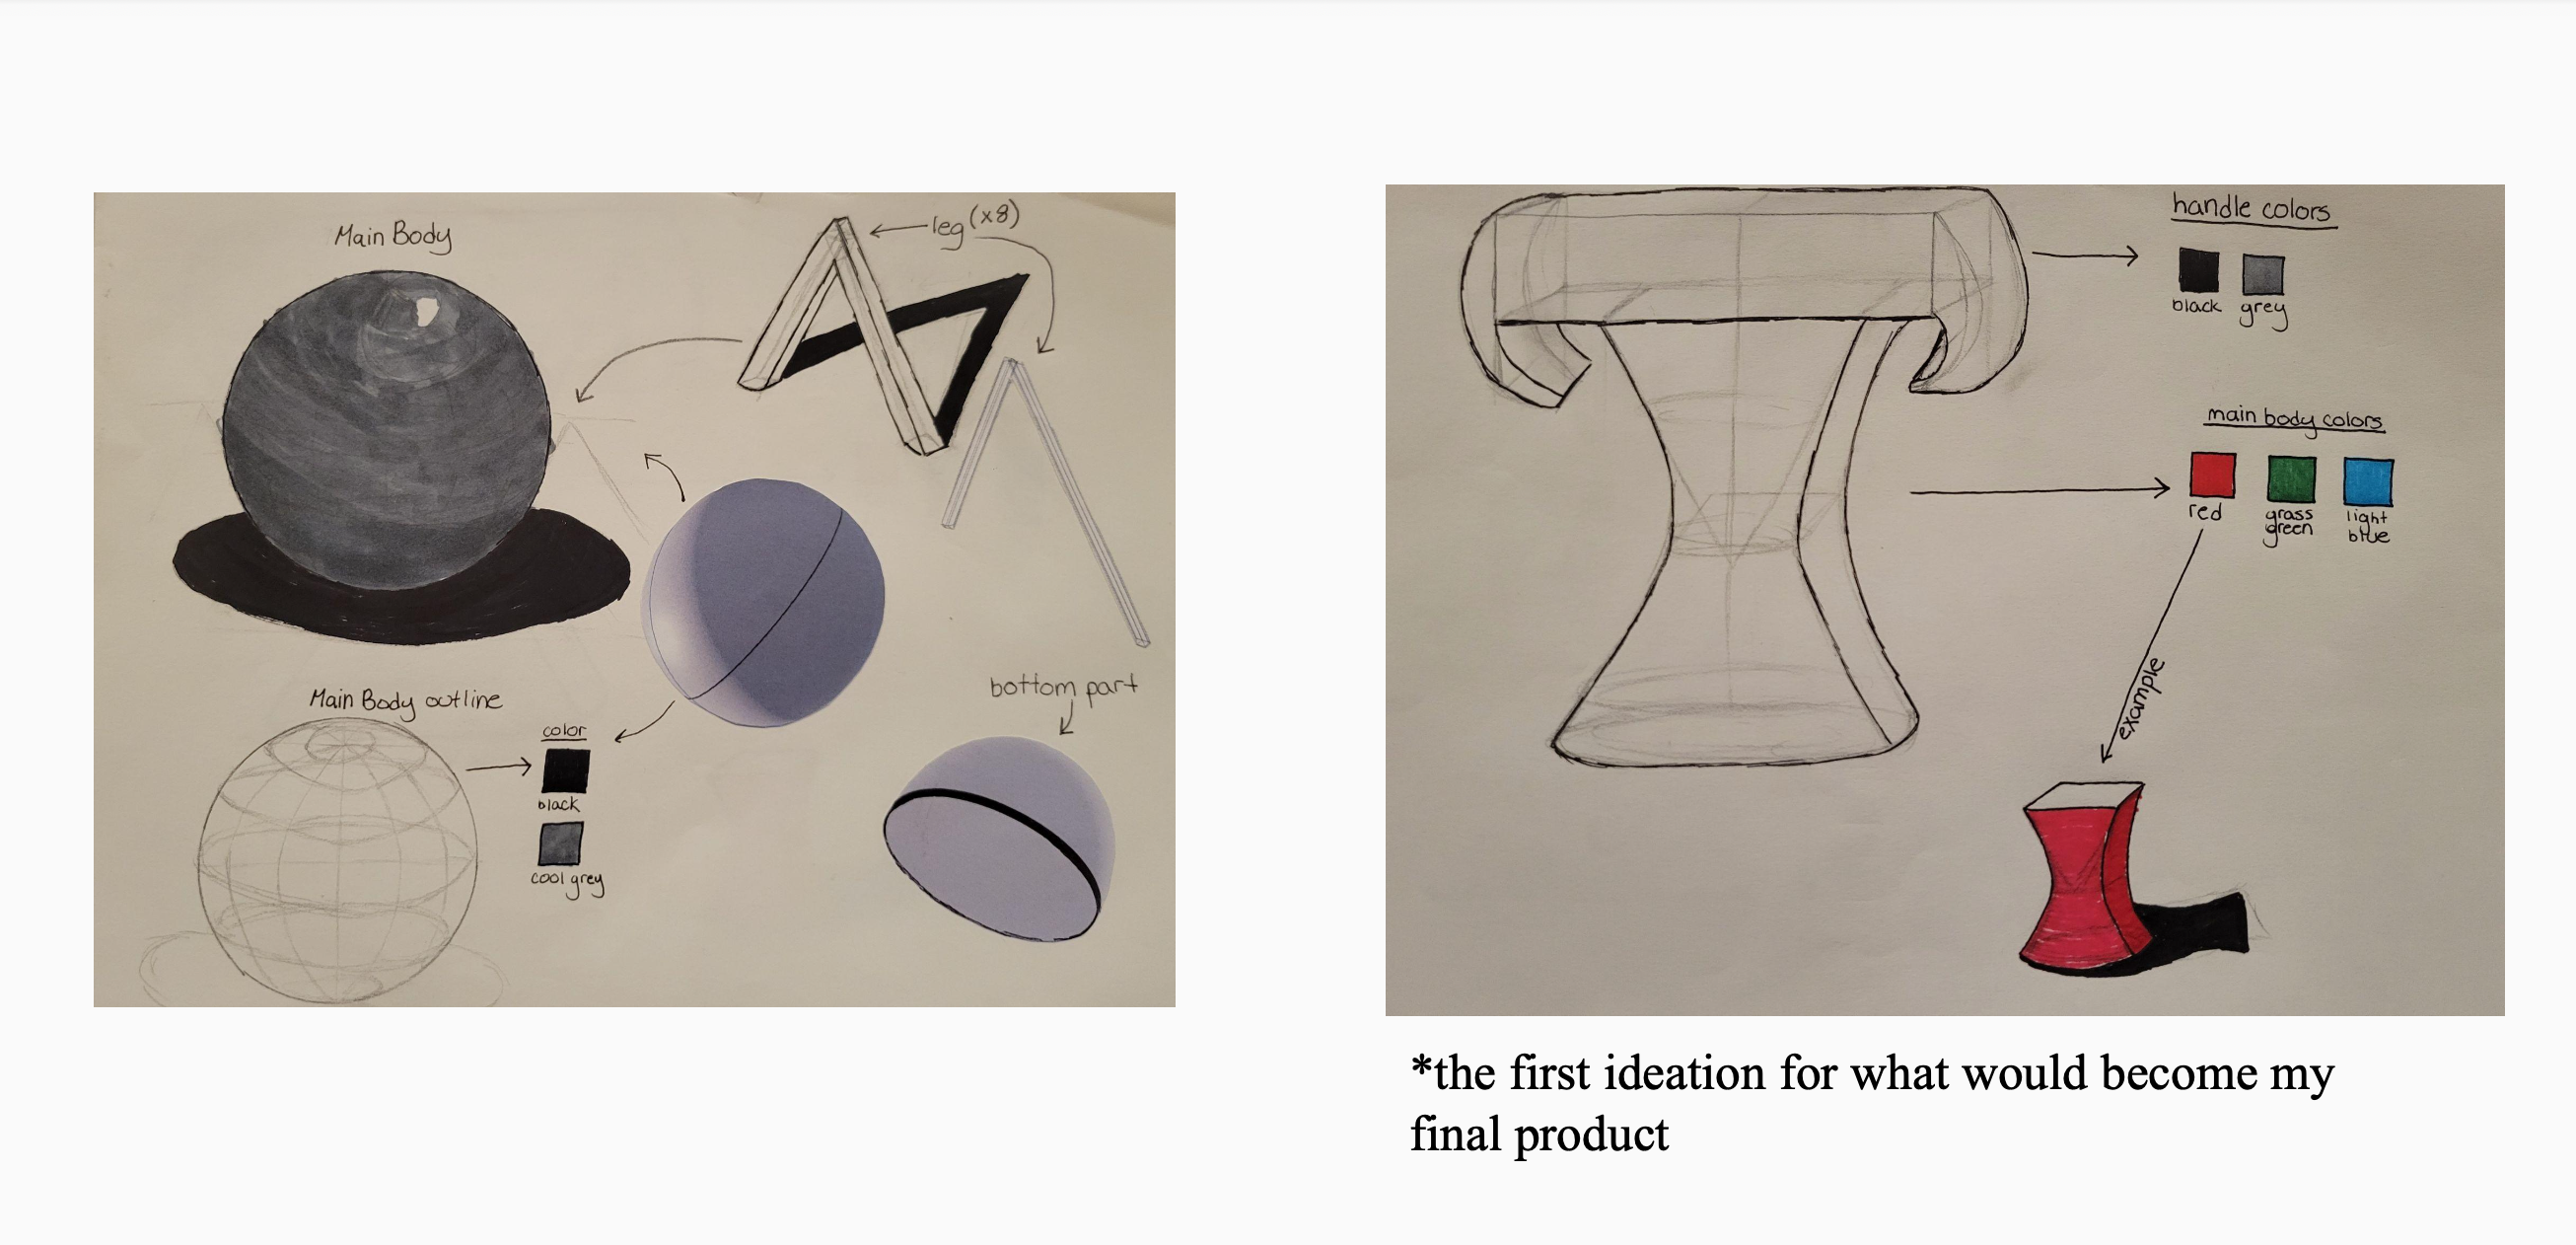 Main Body
leg (x8)
Main Body outline
color
black
cool grey
bottom part
handle colors
black grey
main body colors
red
grass
green
light
blue
example
*the first ideation for what would become my
final product